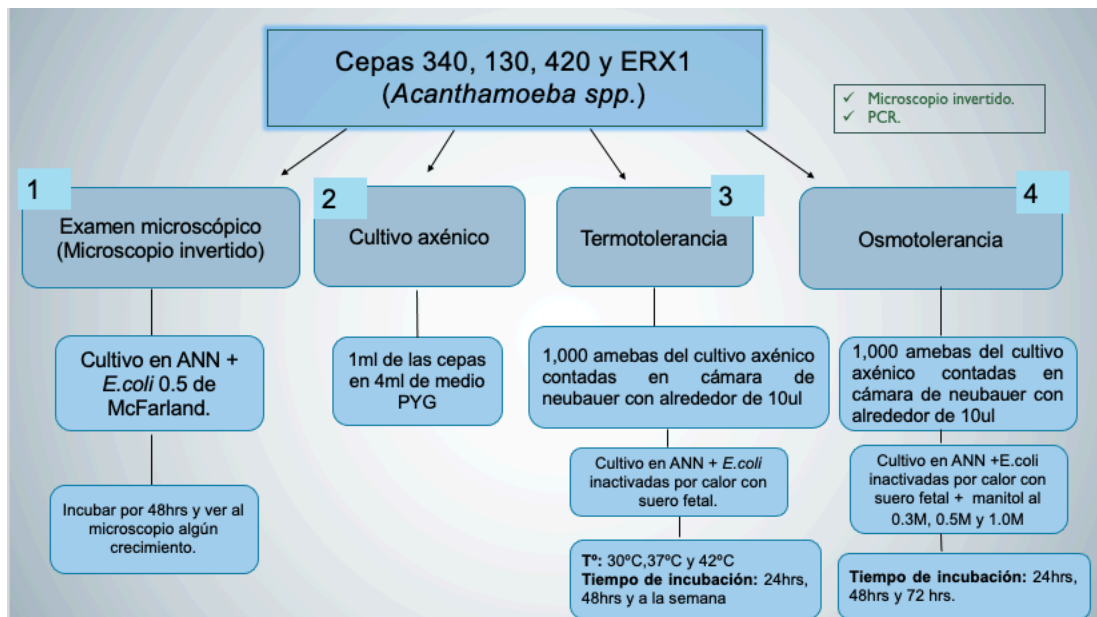 Cepas 340, 130, 420 y ERX1
(Acanthamoeba spp.)
✓ Microscopio invertido.
✓ PCR.
1
Examen microscópico
(Microscopio invertido)
Cultivo en ANN +
E.coli 0.5 de
McFarland.
Incubar por 48hrs y ver al
microscopio algún
crecimiento.
2
Cultivo axénico
1ml de las cepas
en 4ml de medio
PYG
3
Termotolerancia
1,000 amebas del cultivo axénico
contadas en cámara de
neubauer con alrededor de 10ul
Cultivo en ANN + E.coli
inactivadas por calor con
suero fetal.
Tº: 30ºC,37ºC y 42ºC
Tiempo de incubación: 24hrs,
48hrs y a la semana
4
Osmotolerancia
1,000 amebas del cultivo
axénico contadas en
cámara de neubauer con
alrededor de 10ul
Cultivo en ANN +E.coli
inactivadas por calor con
suero fetal + manitol al
0.3M, 0.5M y 1.0M
Tiempo de incubación: 24hrs,
48hrs y 72 hrs.